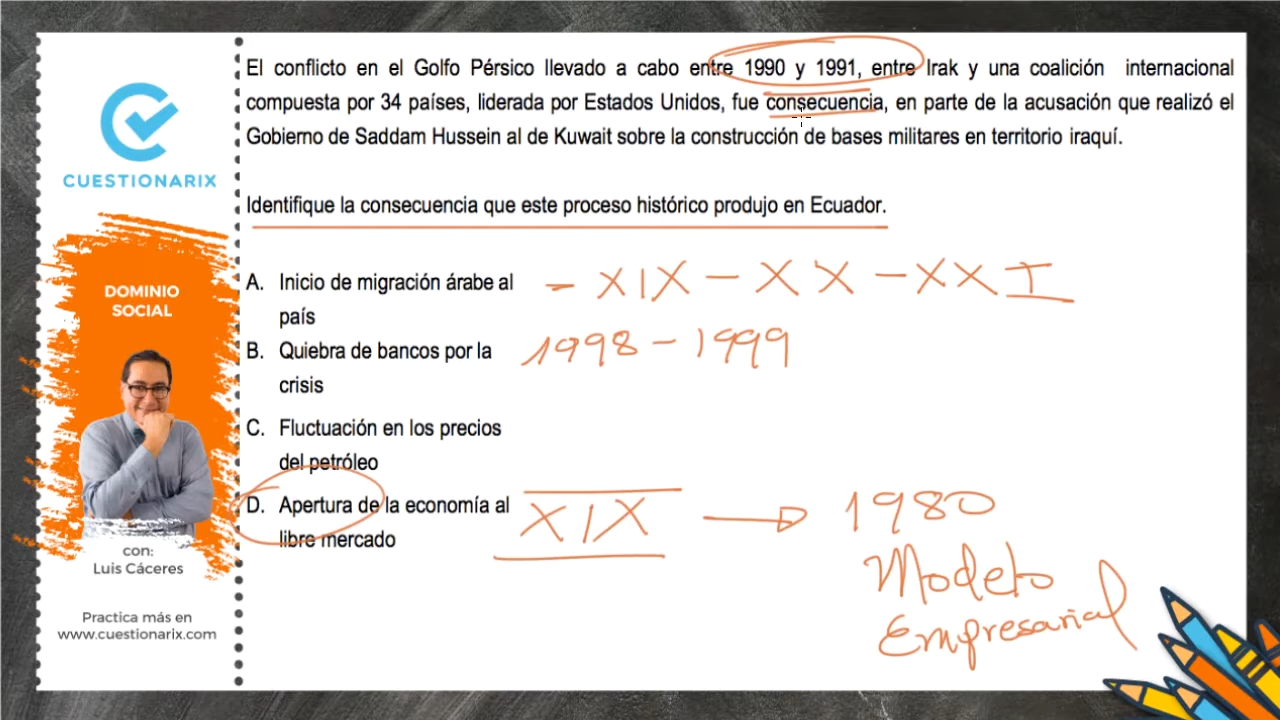 El conflicto en el Golfo Pérsico llevado a cabo entre 1990 y 1991, entre Irak y una coalición internacional
compuesta por 34 países, liderada por Estados Unidos, fue consecuencia, en parte de la acusación que realizó el
Gobierno de Saddam Hussein al de Kuwait sobre la construcción de bases militares en territorio iraquí.
CUESTIONARIX
Identifique la consecuencia que este proceso histórico produjo en Ecuador.
DOMINIO
SOCIAL
A. Inicio de migración árabe al
país
- XIX - XX - XXI
B. Quiebra de bancos por la
crisis
1998 - 1999
C. Fluctuación en los precios
del petróleo
D. Apertura de la economía al
libre mercado
XIX → 1980
Modelo
Empresarial
con:
Luis Cáceres
Practica más en
www.cuestionarix.com